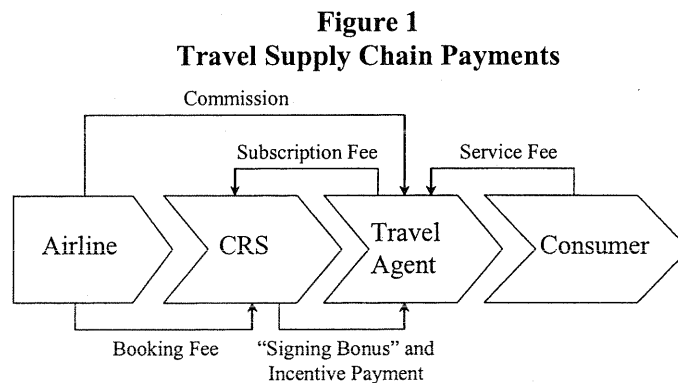 Figure 1
Travel Supply Chain Payments
Commission
Subscription Fee
Service Fee
Airline
CRS
Travel
Agent
Consumer
Booking Fee
“Signing Bonus” and
Incentive Payment